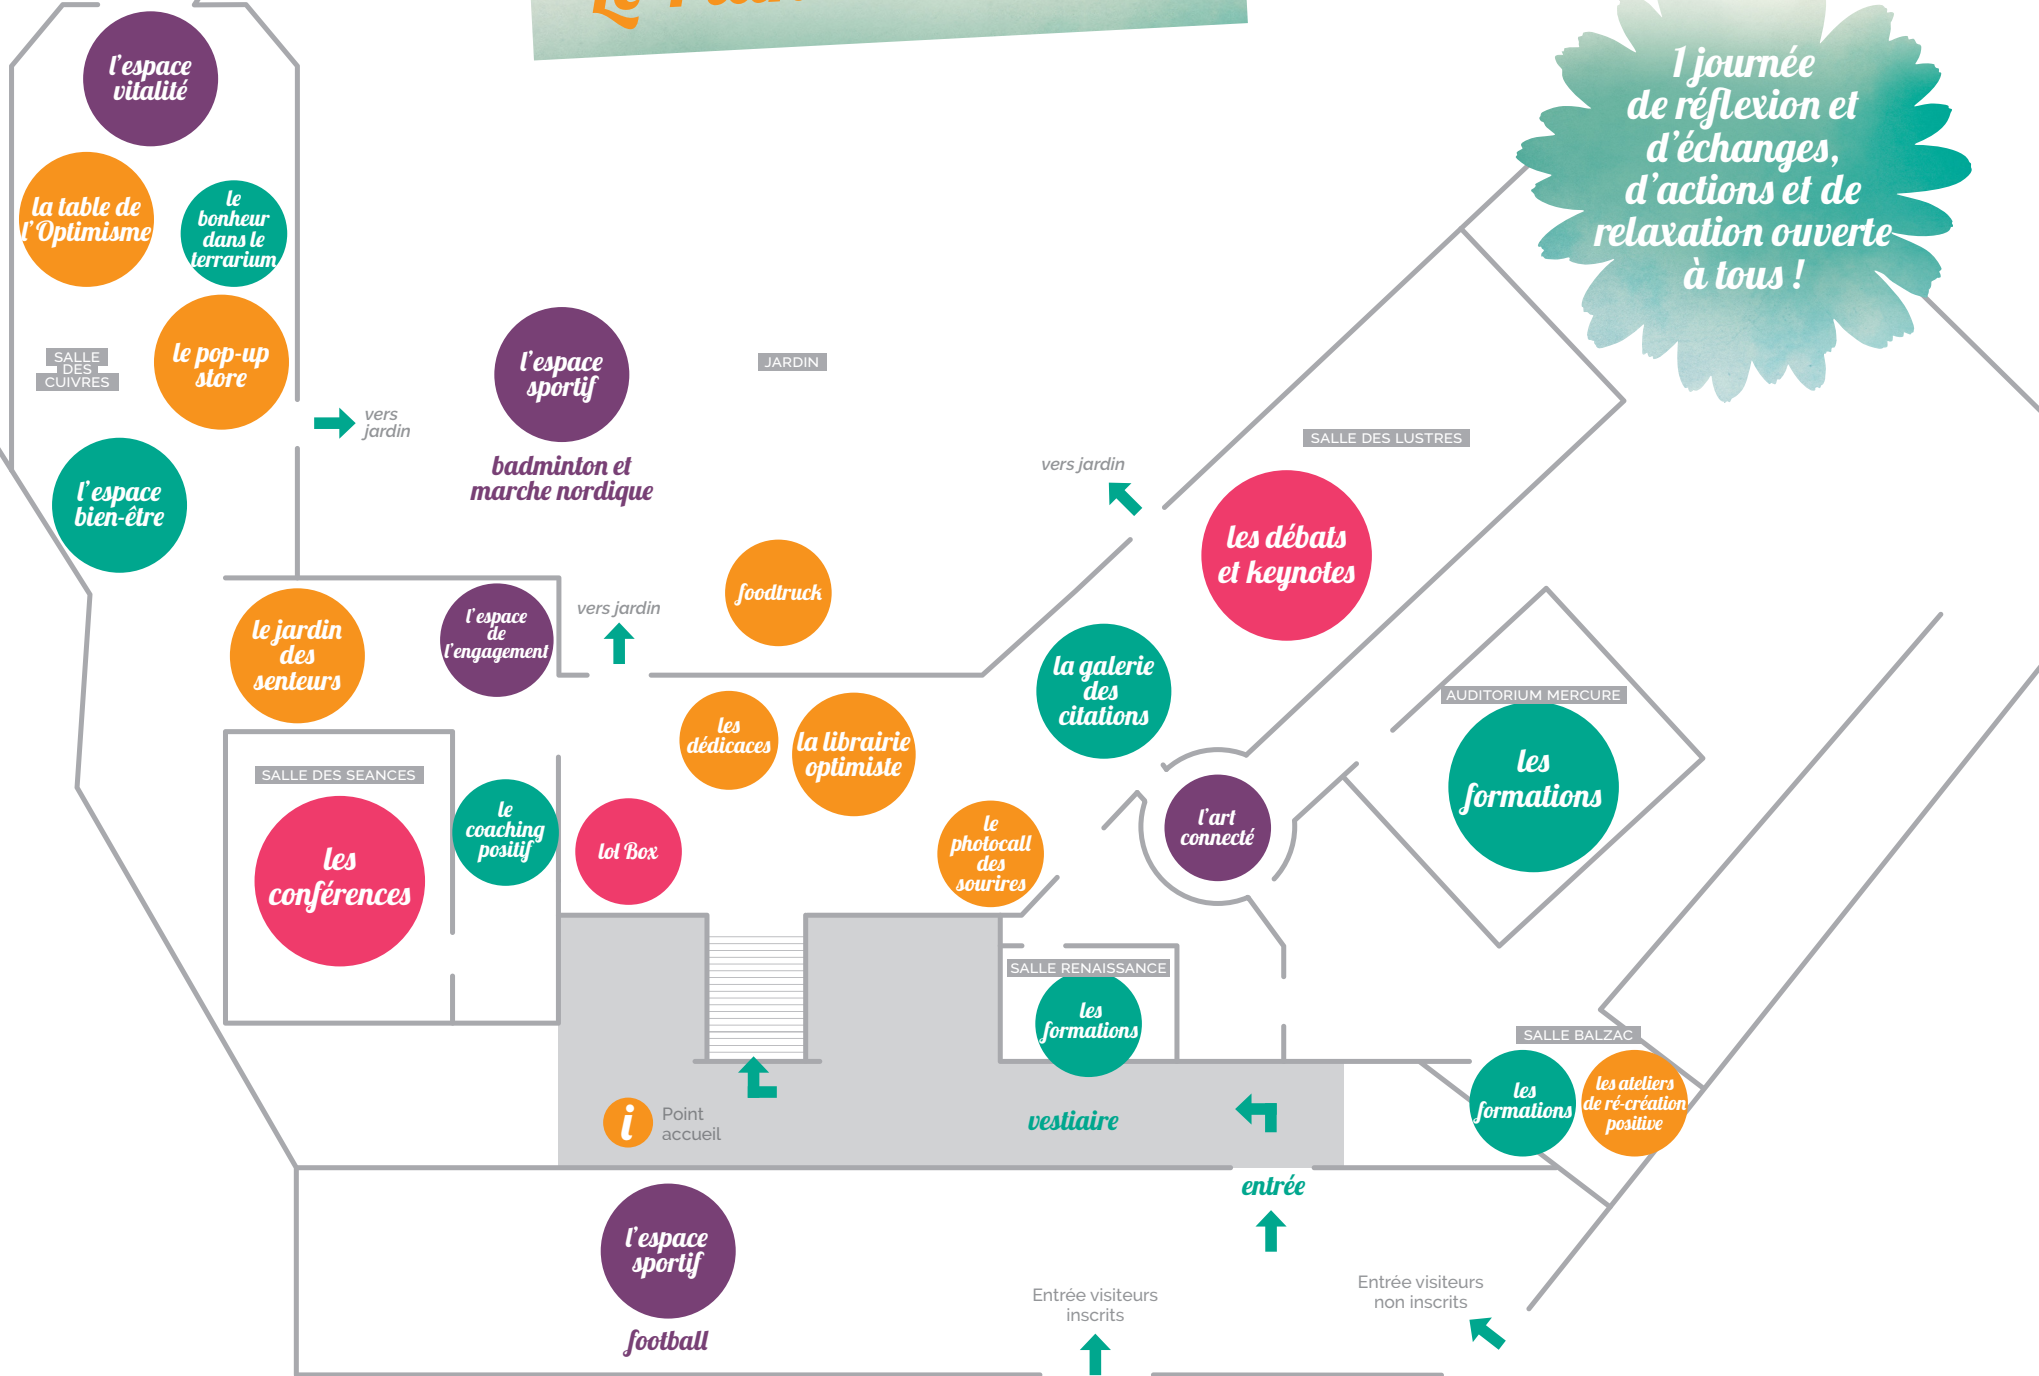 Le
1 journée
de réflexion et
d'échanges,
d'actions et de
relaxation ouverte
à tous !
l'espace
vitalité
la table de
l'Optimisme
le
bonheur
dans le
terrarium
SALLE
DES
CUIVRES
le pop-up
store
vers
jardin
l'espace
bien-être
l'espace
sportif
badminton et
marche nordique
JARDIN
vers jardin
SALLE DES LUSTRES
les débats
et keynotes
le jardin
des
senteurs
l'espace
de
l'engagement
vers jardin
foodtruck
les
dédicaces
la librairie
optimiste
la galerie
des
citations
AUDITORIUM MERCURE
les
formations
SALLE DES SEANCES
les
conférences
le
coaching
positif
lol Box
le
photocall
des
sourires
l'art
connecté
SALLE RENAISSANCE
les
formations
SALLE BALZAC
les
formations
les ateliers
de ré-création
positive
i
Point
accueil
vestiaire
entrée
l'espace
sportif
football
Entrée visiteurs
inscrits
Entrée visiteurs
non inscrits